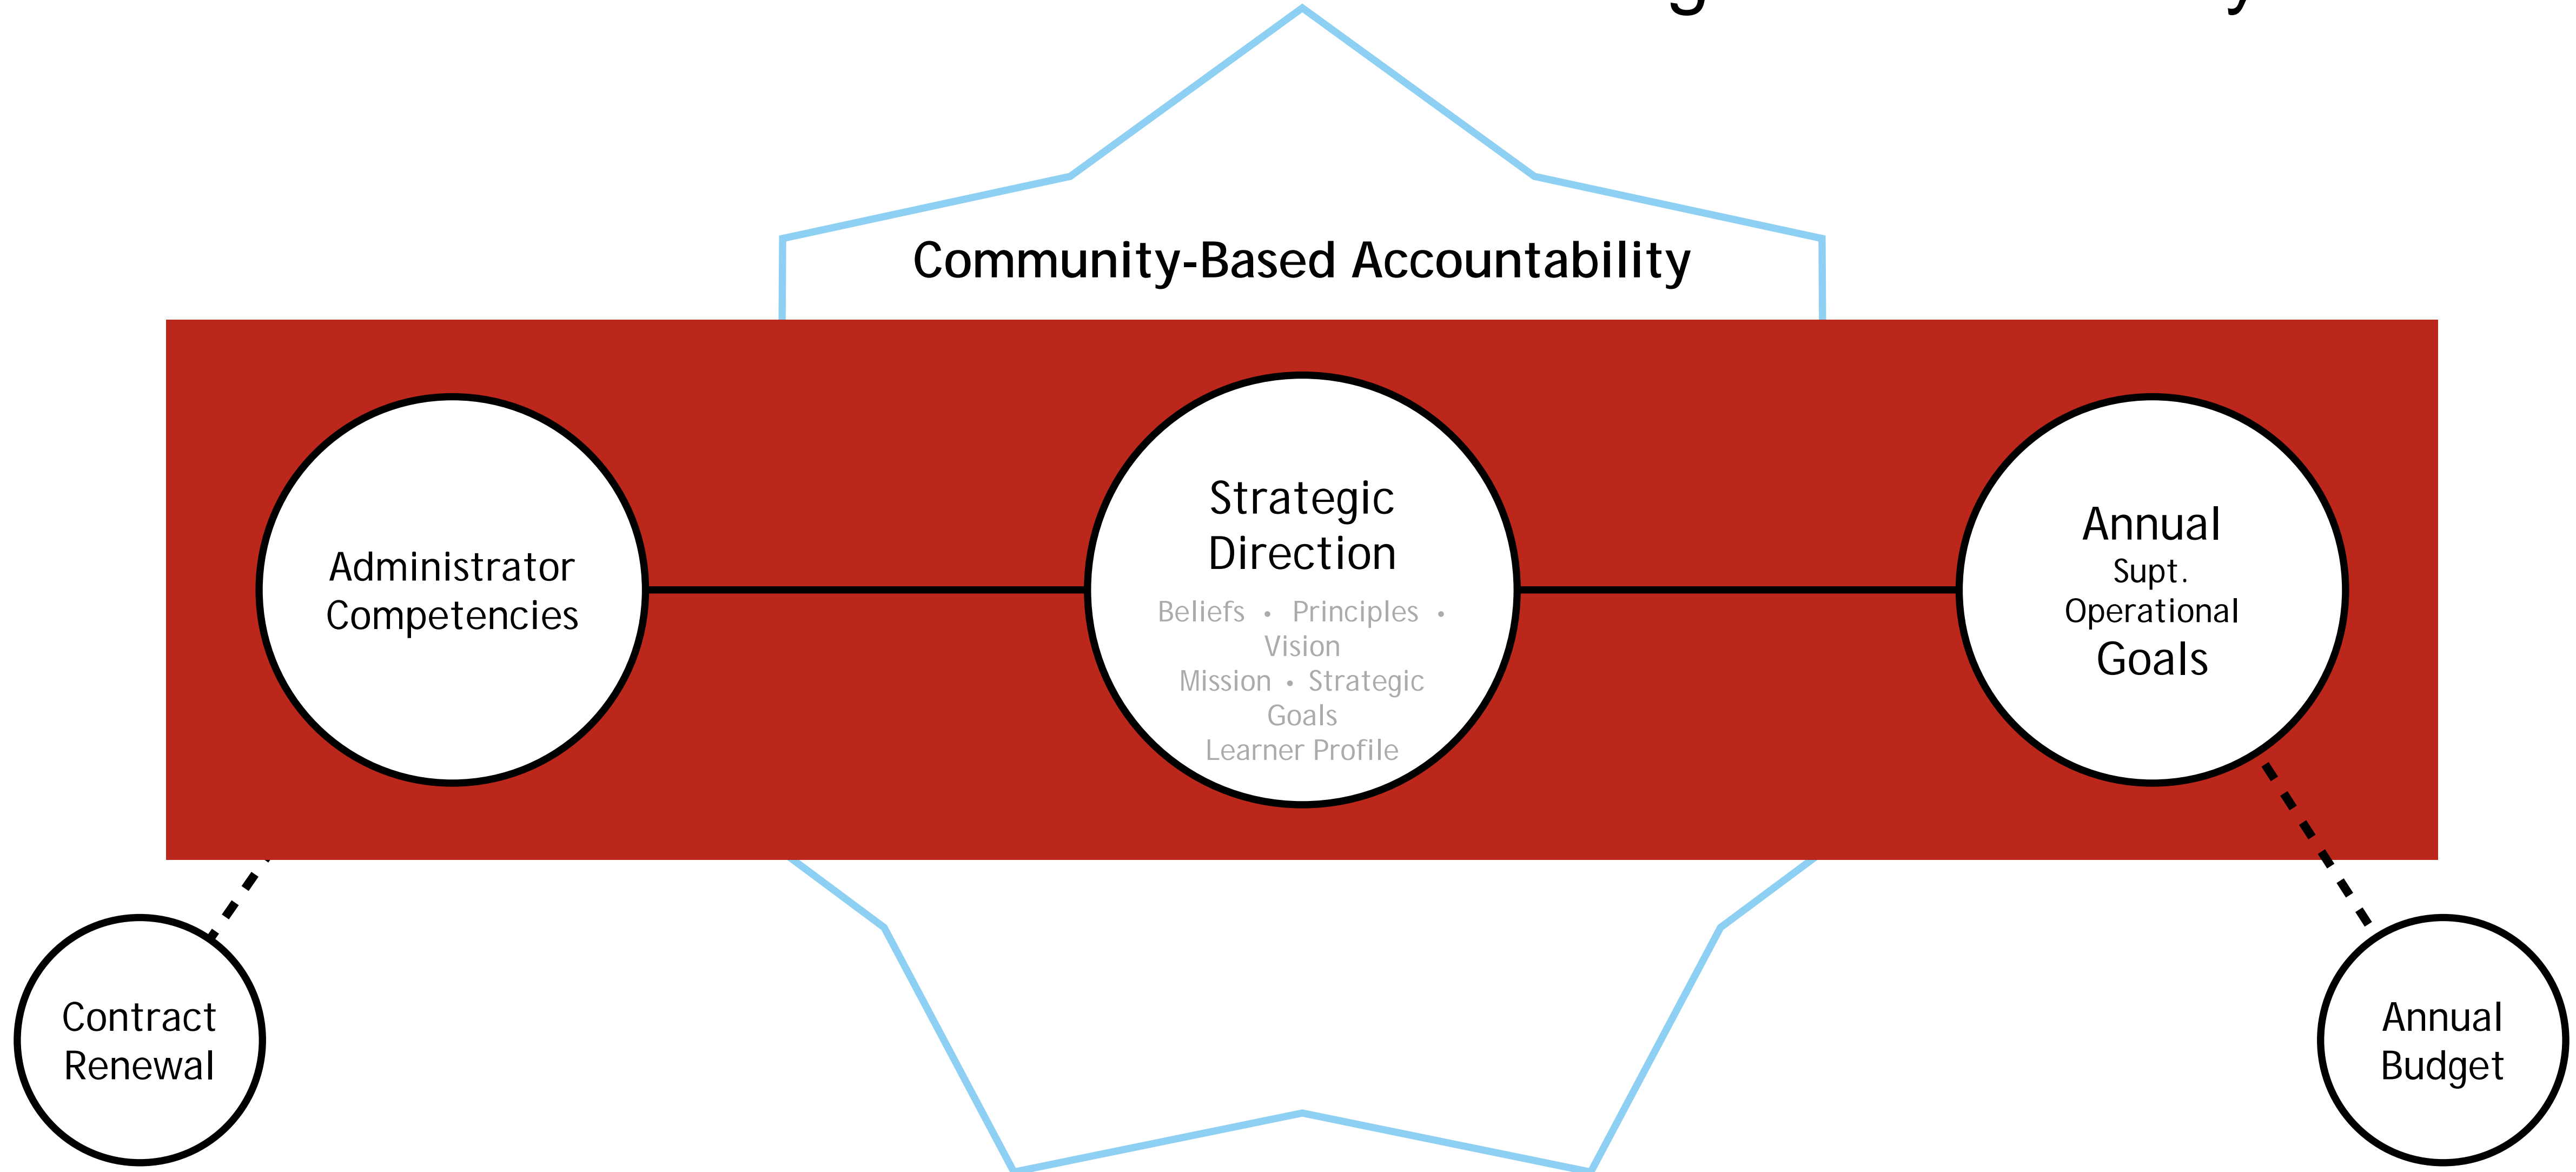 Community-Based Accountability
Administrator
Competencies
Strategic
Direction
Beliefs • Principles •
Vision
Mission • Strategic
Goals
Learner Profile
Annual
Supt.
Operational
Goals
Contract
Renewal
Annual
Budget